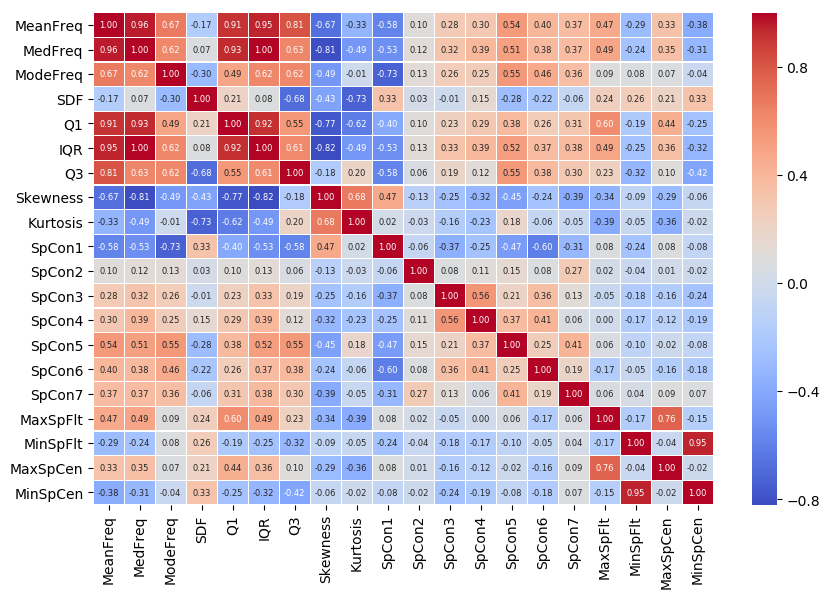 MeanFreq 1.00 0.96 0.67 -0.17 0.91 0.95 0.81 -0.67 -0.33 -0.58 0.10 0.28 0.30 0.54 0.40 0.37 0.47 -0.29 0.33 -0.38
MedFreq 0.96 1.00 0.62 0.07 0.93 1.00 0.63 -0.81 -0.49 -0.53 0.12 0.32 0.39 0.51 0.38 0.37 0.49 -0.24 0.35 -0.31
ModeFreq 0.67 0.62 1.00 -0.30 0.49 0.62 0.62 -0.49 -0.01 -0.73 0.13 0.26 0.25 0.55 0.46 0.36 0.09 0.08 0.07 -0.04
SDF -0.17 0.07 -0.30 1.00 0.21 0.08 -0.68 -0.43 -0.73 0.33 0.03 -0.01 0.15 -0.28 -0.22 -0.06 0.24 0.26 0.21 0.33
Q1 0.91 0.93 0.49 0.21 1.00 0.92 0.55 -0.77 -0.62 -0.40 0.10 0.23 0.29 0.38 0.26 0.31 0.60 -0.19 0.44 -0.25
IQR 0.95 1.00 0.62 0.08 0.92 1.00 0.61 -0.82 -0.49 -0.53 0.13 0.33 0.39 0.52 0.37 0.38 0.49 -0.25 0.36 -0.32
Q3 0.81 0.63 0.62 -0.68 0.55 0.61 1.00 -0.18 0.20 -0.58 0.06 0.19 0.12 0.55 0.38 0.30 0.23 -0.32 0.10 -0.42
Skewness -0.67 -0.81 -0.49 -0.43 -0.77 -0.82 -0.18 1.00 0.68 0.47 -0.13 -0.25 -0.32 -0.45 -0.24 -0.39 -0.34 -0.09 -0.29 -0.06
Kurtosis -0.33 -0.49 -0.01 -0.73 -0.62 -0.49 0.20 0.68 1.00 0.02 -0.03 -0.16 -0.23 0.18 -0.06 -0.05 -0.39 -0.05 -0.36 -0.02
SpCon1 -0.58 -0.53 -0.73 0.33 -0.40 -0.53 -0.58 0.47 0.02 1.00 -0.06 -0.37 -0.25 -0.47 -0.60 -0.31 0.08 -0.24 0.08 -0.08
SpCon2 0.10 0.12 0.13 0.03 0.10 0.13 0.06 -0.13 -0.03 -0.06 1.00 0.08 0.11 0.15 0.08 0.27 0.02 -0.04 0.01 -0.02
SpCon3 0.28 0.32 0.26 -0.01 0.23 0.33 0.19 -0.25 -0.16 -0.37 0.08 1.00 0.56 0.21 0.36 0.13 -0.05 -0.18 -0.16 -0.24
SpCon4 0.30 0.39 0.25 0.15 0.29 0.39 0.12 -0.32 -0.23 -0.25 0.11 0.56 1.00 0.37 0.41 0.06 0.00 -0.17 -0.12 -0.19
SpCon5 0.54 0.51 0.55 -0.28 0.38 0.52 0.55 -0.45 0.18 -0.47 0.15 0.21 0.37 1.00 0.25 0.41 0.06 -0.10 -0.02 -0.08
SpCon6 0.40 0.38 0.46 -0.22 0.26 0.37 0.38 -0.24 -0.06 -0.60 0.08 0.36 0.41 0.25 1.00 0.19 -0.17 -0.05 -0.16 -0.18
SpCon7 0.37 0.37 0.36 -0.06 0.31 0.38 0.30 -0.39 -0.05 -0.31 0.27 0.13 0.06 0.41 0.19 1.00 0.06 0.04 0.09 0.07
MaxSpFlt 0.47 0.49 0.09 0.24 0.60 0.49 0.23 -0.34 -0.39 0.08 0.02 -0.05 0.00 0.06 -0.17 0.06 1.00 -0.17 0.76 -0.15
MinSpFlt -0.29 -0.24 0.08 0.26 -0.19 -0.25 -0.32 -0.09 -0.05 -0.24 -0.04 -0.18 -0.17 -0.10 -0.05 0.04 -0.17 1.00 -0.04 0.95
MaxSpCen 0.33 0.35 0.07 0.21 0.44 0.36 0.10 -0.29 -0.36 0.08 0.01 -0.16 -0.12 -0.02 -0.16 0.09 0.76 -0.04 1.00 -0.02
MinSpCen -0.38 -0.31 -0.04 0.33 -0.25 -0.32 -0.42 -0.06 -0.02 -0.08 -0.02 -0.24 -0.19 -0.08 -0.18 0.07 -0.15 0.95 -0.02 1.00
MeanFreq MedFreq ModeFreq SDF Q1 IQR Q3 Skewness Kurtosis SpCon1 SpCon2 SpCon3 SpCon4 SpCon5 SpCon6 SpCon7 MaxSpFlt MinSpFlt MaxSpCen MinSpCen
0.8
0.4
0.0
−0.4
−0.8